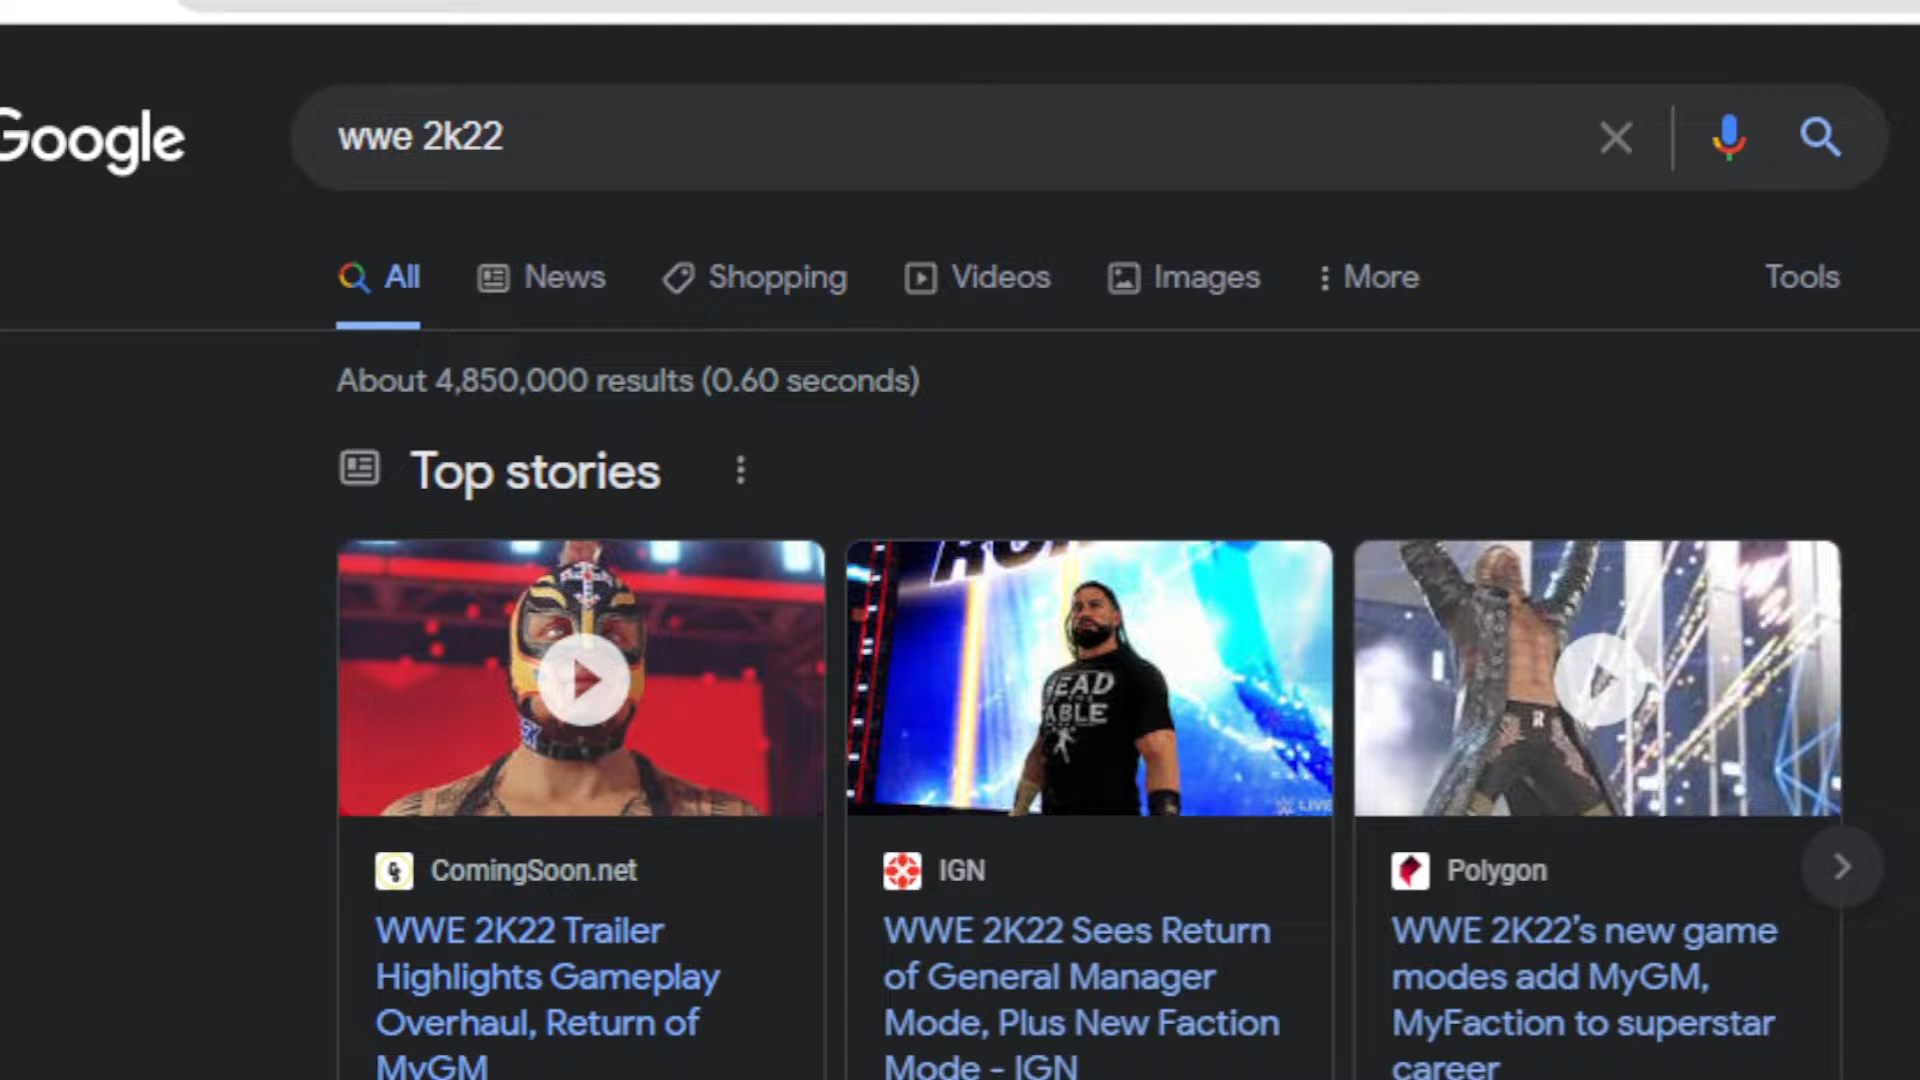 Google
wwe 2k22
All News Shopping Videos Images More Tools
About 4,850,000 results (0.60 seconds)
Top stories
HEAD
TABLE
R
LIVE
ComingSoon.net
WWE 2K22 Trailer
Highlights Gameplay
Overhaul, Return of
MyGM
IGN
WWE 2K22 Sees Return
of General Manager
Mode, Plus New Faction
Mode - IGN
Polygon
WWE 2K22’s new game
modes add MyGM,
MyFaction to superstar
career